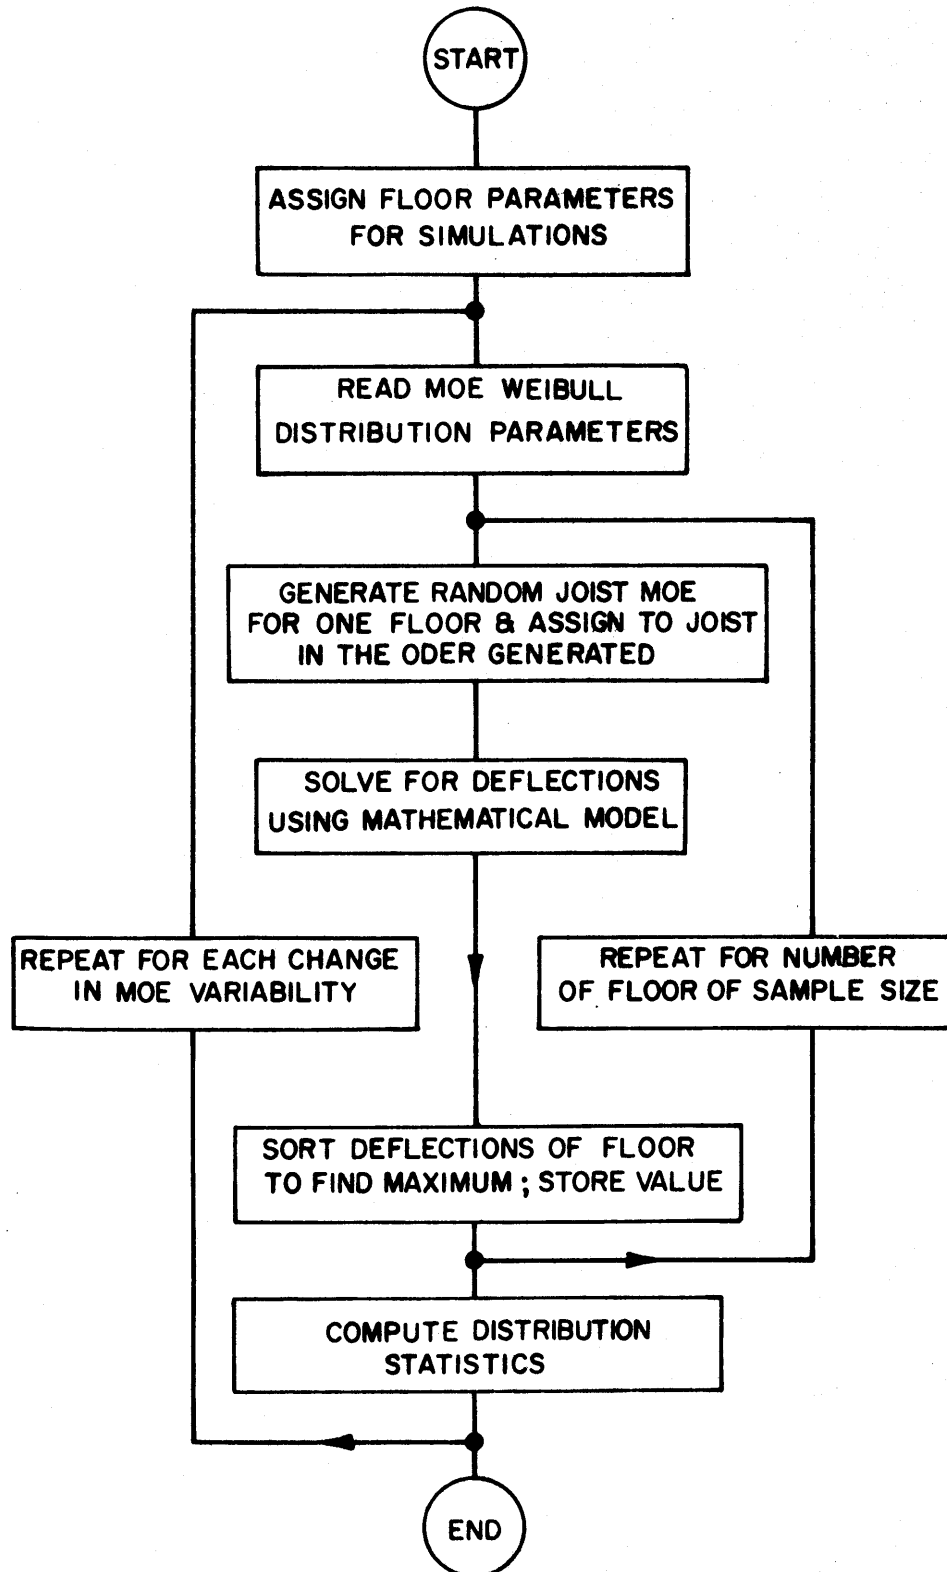 START
ASSIGN FLOOR PARAMETERS
FOR SIMULATIONS
READ MOE WEIBULL
DISTRIBUTION PARAMETERS
GENERATE RANDOM JOIST MOE
FOR ONE FLOOR & ASSIGN TO JOIST
IN THE ODER GENERATED
SOLVE FOR DEFLECTIONS
USING MATHEMATICAL MODEL
REPEAT FOR EACH CHANGE
IN MOE VARIABILITY
REPEAT FOR NUMBER
OF FLOOR OF SAMPLE SIZE
SORT DEFLECTIONS OF FLOOR
TO FIND MAXIMUM; STORE VALUE
COMPUTE DISTRIBUTION
STATISTICS
END